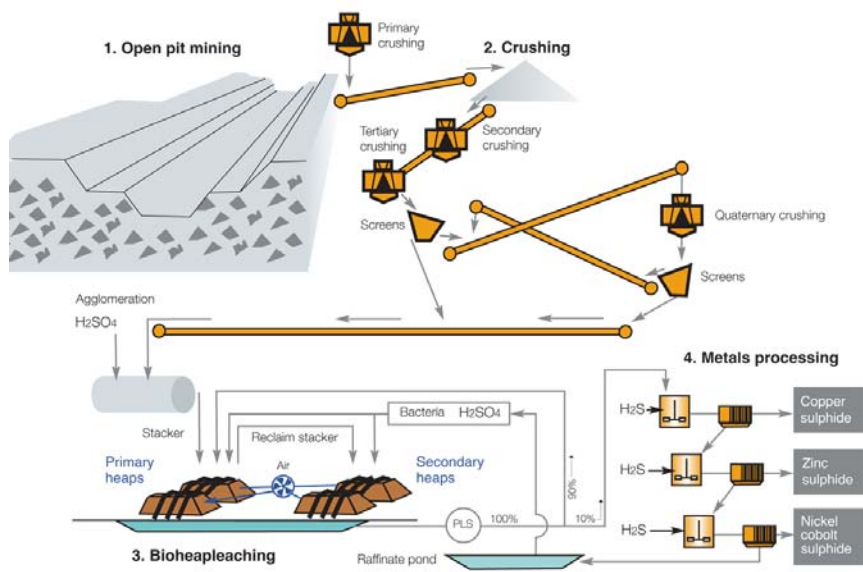 1. Open pit mining
Primary
crushing
2. Crushing
Tertiary
crushing
Secondary
crushing
Screens
Quaternary crushing
Screens
Agglomeration
H2SO4
Stacker
Reclaim stacker
Bacteria H2SO4
Primary
heaps
Air
Secondary
heaps
PLS
100%
90%
10%
3. Bioheapleaching
Raffinate pond
4. Metals processing
H2S
Copper
sulphide
H2S
Zinc
sulphide
H2S
Nickel
cobolt
sulphide